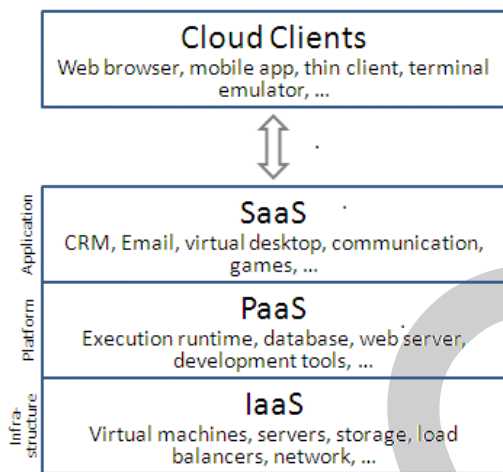 Cloud Clients
Web browser, mobile app, thin client, terminal
emulator, ...
Application
SaaS
CRM, Email, virtual desktop, communication,
games, ...
Platform
PaaS
Execution runtime, database, web server,
development tools, ...
Infra-
structure
IaaS
Virtual machines, servers, storage, load
balancers, network, ...